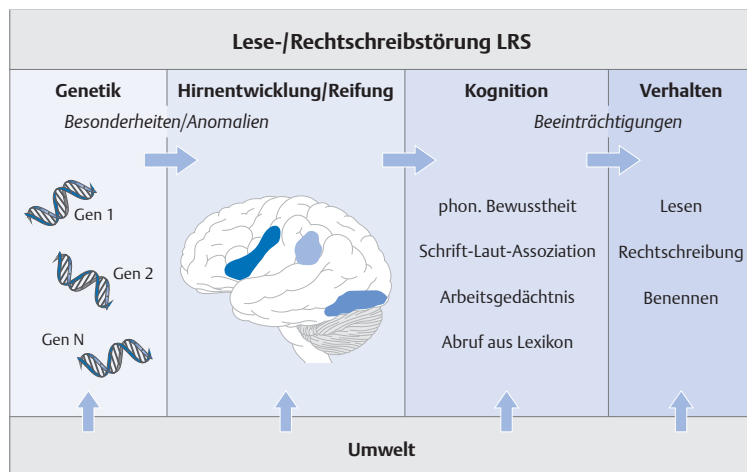 Lese-/Rechtschreibstörung LRS
Genetik
Hirnentwicklung/Reifung
Kognition
Verhalten
Besonderheiten/Anomalien
Beeinträchtigungen
Gen 1
Gen 2
Gen N
phon. Bewusstheit
Schrift-Laut-Assoziation
Arbeitsgedächtnis
Abruf aus Lexikon
Lesen
Rechtschreibung
Benennen
Umwelt